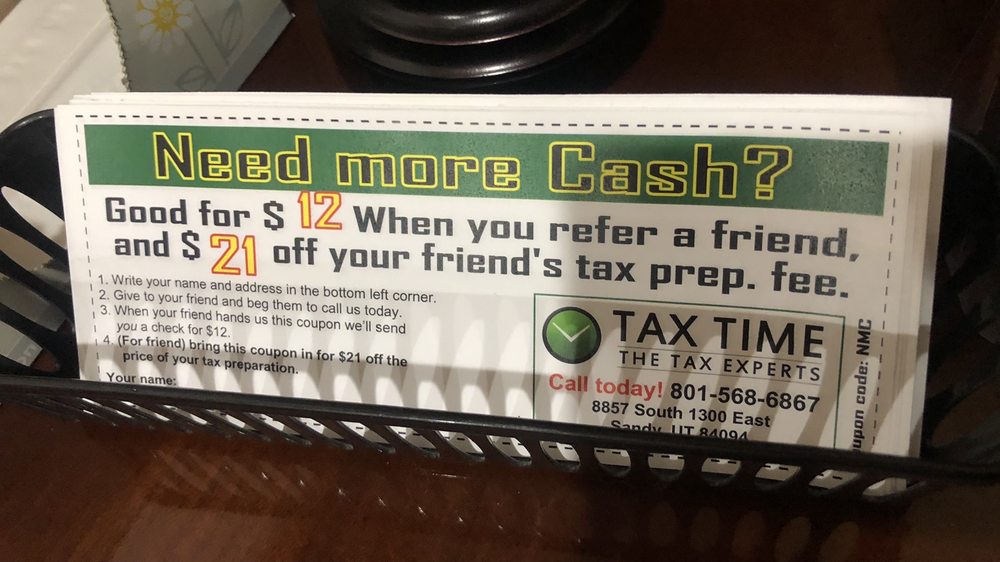 Need more Cash?
Good for $ 12 When you refer a friend,
and $ 21 off your friend's tax prep. fee.
1. Write your name and address in the bottom left corner.
2. Give to your friend and beg them to call us today.
3. When your friend hands us this coupon we'll send
you a check for $12.
4. (For friend) bring this coupon in for $21 off the
price of your tax preparation.
Your name:
TAX TIME
THE TAX EXPERTS
Call today! 801-568-6867
8857 South 1300 East
Sandy, UT 84094
code: NMC